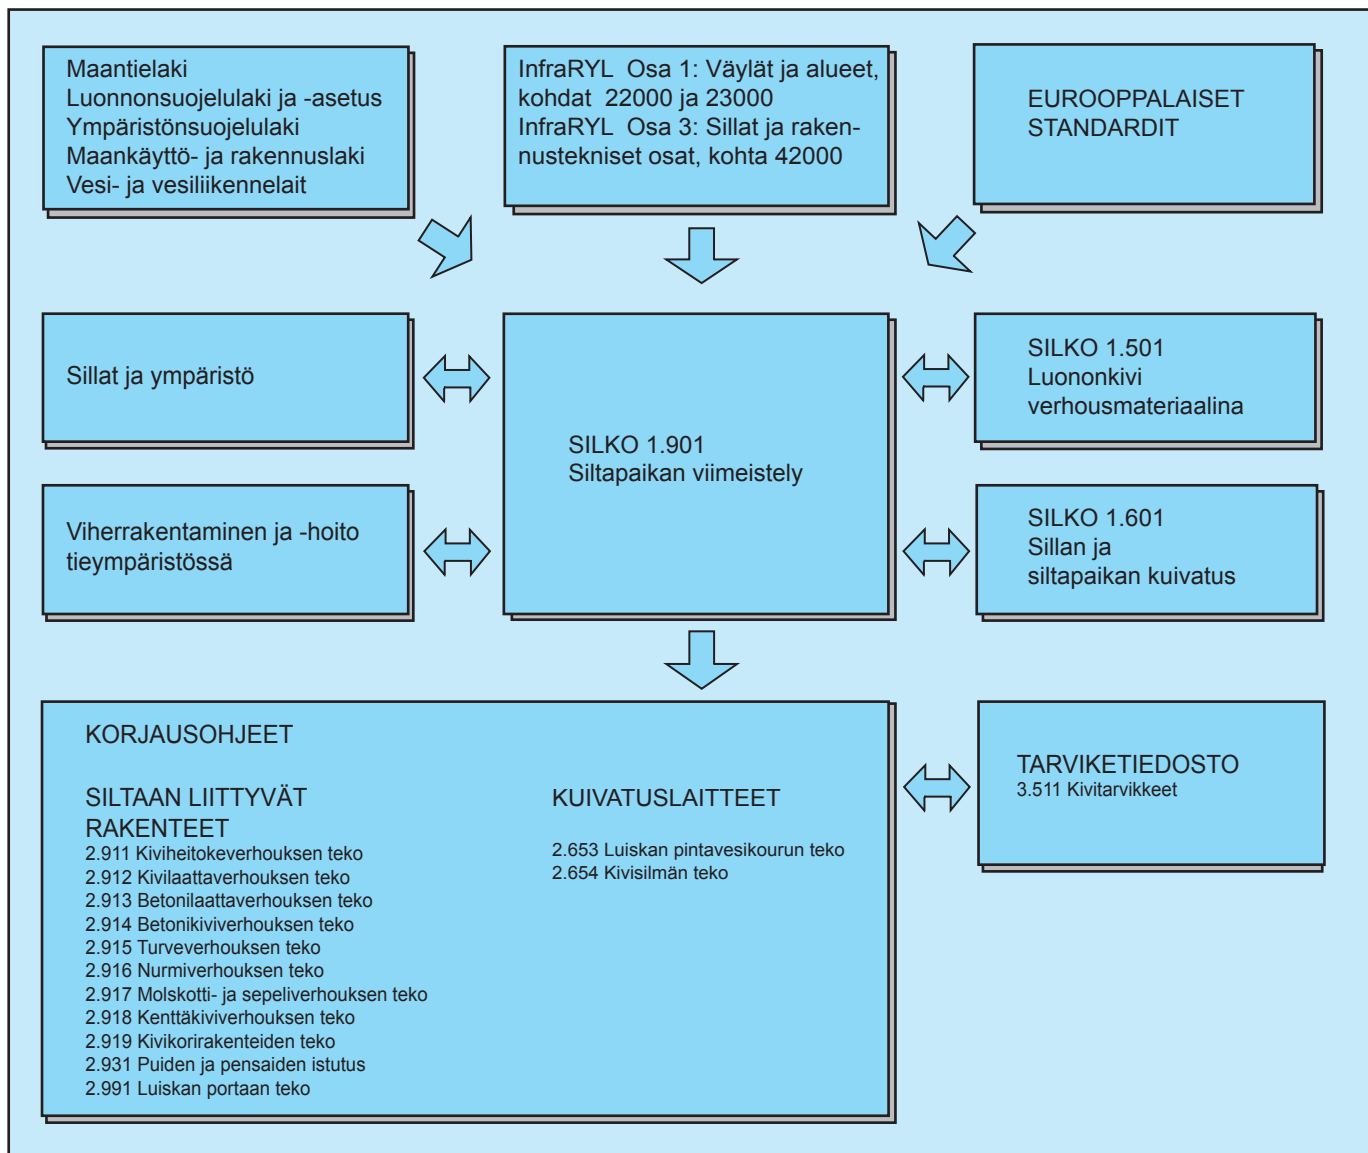 Maantielaki
Luonnonsuojelulaki ja -asetus
Ympäristönsuojelulaki
Maankäyttö- ja rakennuslaki
Vesi- ja vesiliikennelait
InfraRYL Osa 1: Väylät ja alueet,
kohdat 22000 ja 23000
InfraRYL Osa 3: Sillat ja raken-
nustekniset osat, kohta 42000
EUROOPPALAISET
STANDARDIT
Sillat ja ympäristö
SILKO 1.901
Siltapaikan viimeistely
SILKO 1.501
Luononkivi
verhousmateriaalina
Viherrakentaminen ja -hoito
tieympäristössä
SILKO 1.601
Sillan ja
siltapaikan kuivatus
KORJAUSOHJEET
SILTAAN LIITTYVÄT
RAKENTEET
2.911 Kiviheitokeverhouksen teko
2.912 Kivilaattaverhouksen teko
2.913 Betonilaattaverhouksen teko
2.914 Betonikiviverhouksen teko
2.915 Turveverhouksen teko
2.916 Nurmiverhouksen teko
2.917 Molskotti- ja sepeliverhouksen teko
2.918 Kenttäkiviverhouksen teko
2.919 Kivikorirakenteiden teko
2.931 Puiden ja pensaiden istutus
2.991 Luiskan portaan teko
KUIVATUSLAITTEET
2.653 Luiskan pintavesikourun teko
2.654 Kivisilmän teko
TARVIKETIEDOSTO
3.511 Kivitarvikkeet